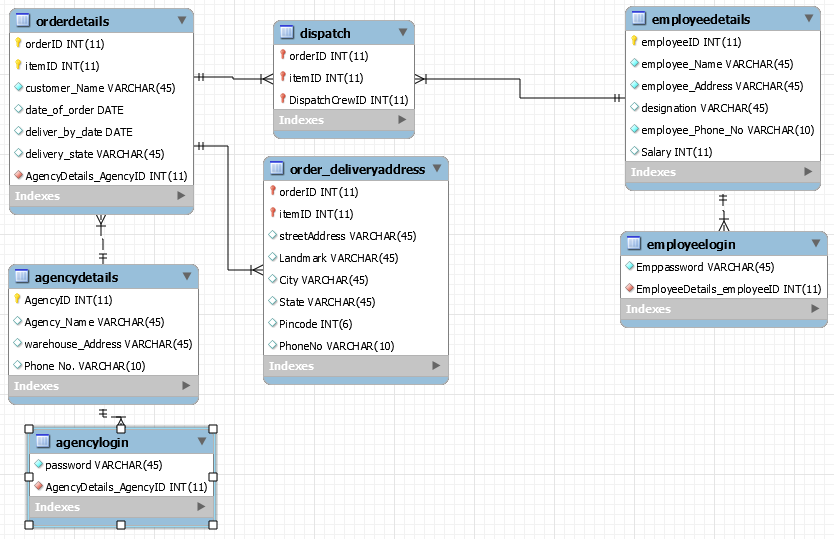 orderdetails
orderID INT(11)
itemID INT(11)
customer_Name VARCHAR(45)
date_of_order DATE
deliver_by_date DATE
delivery_state VARCHAR(45)
AgencyDetails_AgencyID INT(11)
Indexes
dispatch
orderID INT(11)
itemID INT(11)
DispatchCrewID INT(11)
Indexes
employeedetails
employeeID INT(11)
employee_Name VARCHAR(45)
employee_Address VARCHAR(45)
designation VARCHAR(45)
employee_Phone_No VARCHAR(10)
Salary INT(11)
Indexes
order_deliveryaddress
orderID INT(11)
itemID INT(11)
streetAddress VARCHAR(45)
Landmark VARCHAR(45)
City VARCHAR(45)
State VARCHAR(45)
Pincode INT(6)
PhoneNo VARCHAR(10)
Indexes
employeelogin
Emppassword VARCHAR(45)
EmployeeDetails_employeeID INT(11)
Indexes
agencydetails
AgencyID INT(11)
Agency_Name VARCHAR(45)
warehouse_Address VARCHAR(45)
Phone No. VARCHAR(10)
Indexes
agencylogin
password VARCHAR(45)
AgencyDetails_AgencyID INT(11)
Indexes